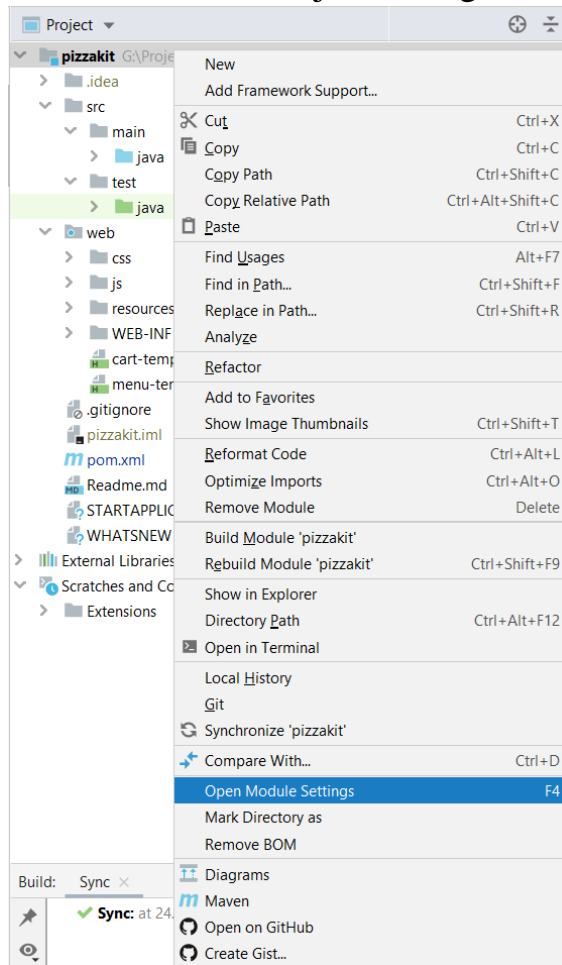 Project
pizzakit G:\Proje
.idea
src
main
java
test
java
web
css
js
resources
WEB-INF
cart-temp
menu-ter
.gitignore
pizzakit.iml
pom.xml
Readme.md
STARTAPPLIC
WHATSNEW
External Libraries
Scratches and Co
Extensions
New
Add Framework Support...
Cut Ctrl+X
Copy Ctrl+C
Copy Path Ctrl+Shift+C
Copy Relative Path Ctrl+Alt+Shift+C
Paste Ctrl+V
Find Usages Alt+F7
Find in Path... Ctrl+Shift+F
Replace in Path... Ctrl+Shift+R
Analyze
Refactor
Add to Favorites
Show Image Thumbnails Ctrl+Shift+T
Reformat Code Ctrl+Alt+L
Optimize Imports Ctrl+Alt+O
Remove Module Delete
Build Module 'pizzakit'
Rebuild Module 'pizzakit' Ctrl+Shift+F9
Show in Explorer
Directory Path Ctrl+Alt+F12
Open in Terminal
Local History
Git
Synchronize 'pizzakit'
Compare With... Ctrl+D
Open Module Settings F4
Mark Directory as
Remove BOM
Diagrams
Maven
Open on GitHub
Create Gist...
Build: Sync
Sync: at 24.